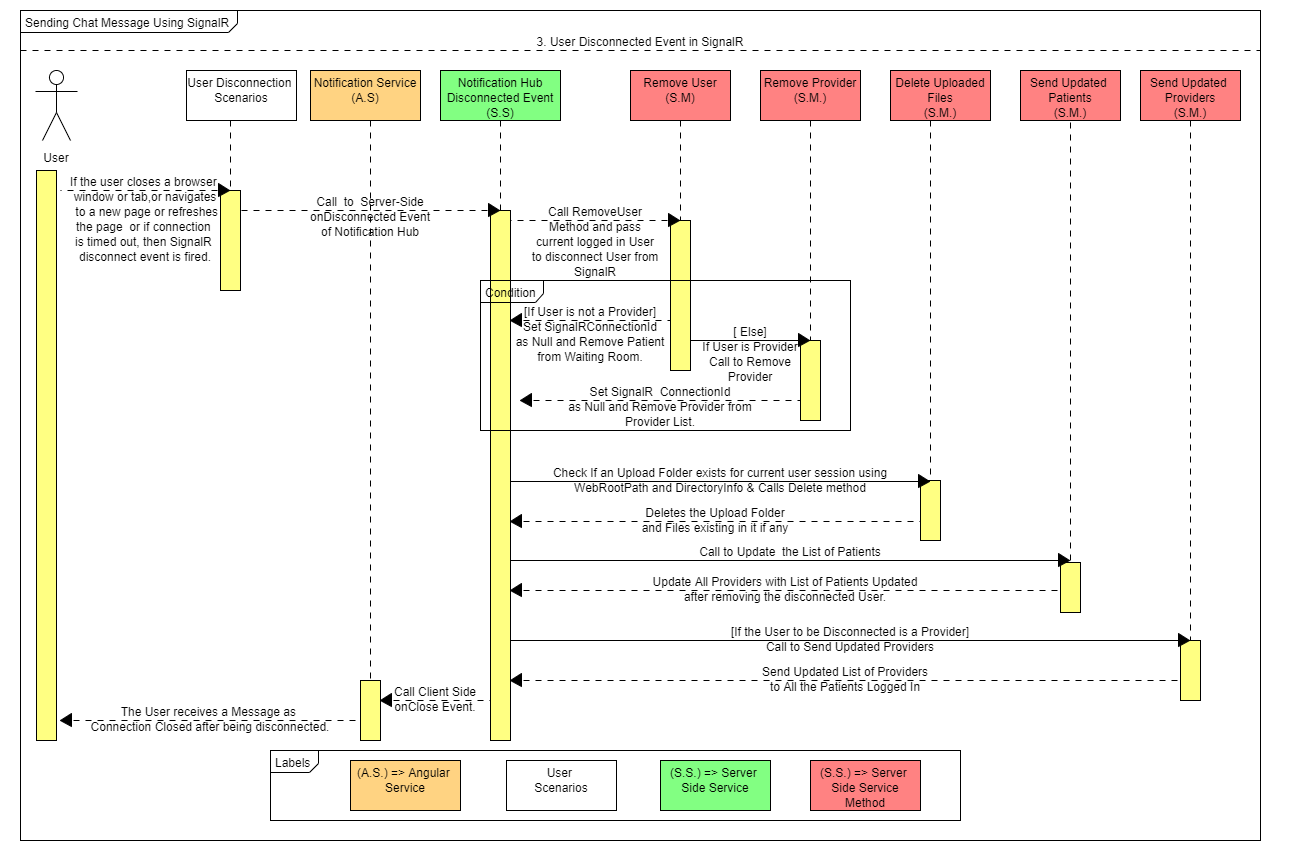 Sending Chat Message Using SignalR
3. User Disconnected Event in SignalR
User Disconnection
Scenarios
Notification Service
(A.S)
Notification Hub
Disconnected Event
(S.S)
Remove User
(S.M)
Remove Provider
(S.M.)
Delete Uploaded
Files
(S.M.)
Send Updated
Patients
(S.M.)
Send Updated
Providers
(S.M.)
User
If the user closes a browser
window or tab,or navigates
to a new page or refreshes
the page or if connection
is timed out, then SignalR
disconnect event is fired.
Call to Server-Side
onDisconnected Event
of Notification Hub
Call RemoveUser
Method and pass
current logged in User
to disconnect User from
SignalR
Condition
[If User is not a Provider]
Set SignalRConnectionId
as Null and Remove Patient
from Waiting Room.
[ Else]
If User is Provider
Call to Remove
Provider
Set SignalR ConnectionId
as Null and Remove Provider from
Provider List.
Check If an Upload Folder exists for current user session using
WebRootPath and DirectoryInfo & Calls Delete method
Deletes the Upload Folder
and Files existing in it if any
Call to Update the List of Patients
Update All Providers with List of Patients Updated
after removing the disconnected User.
[If the User to be Disconnected is a Provider]
Call to Send Updated Providers
Send Updated List of Providers
to All the Patients Logged In
Call Client Side
onClose Event.
The User receives a Message as
Connection Closed after being disconnected.
Labels
(A.S.) => Angular
Service
User
Scenarios
(S.S.) => Server
Side Service
(S.S.) => Server
Side Service
Method